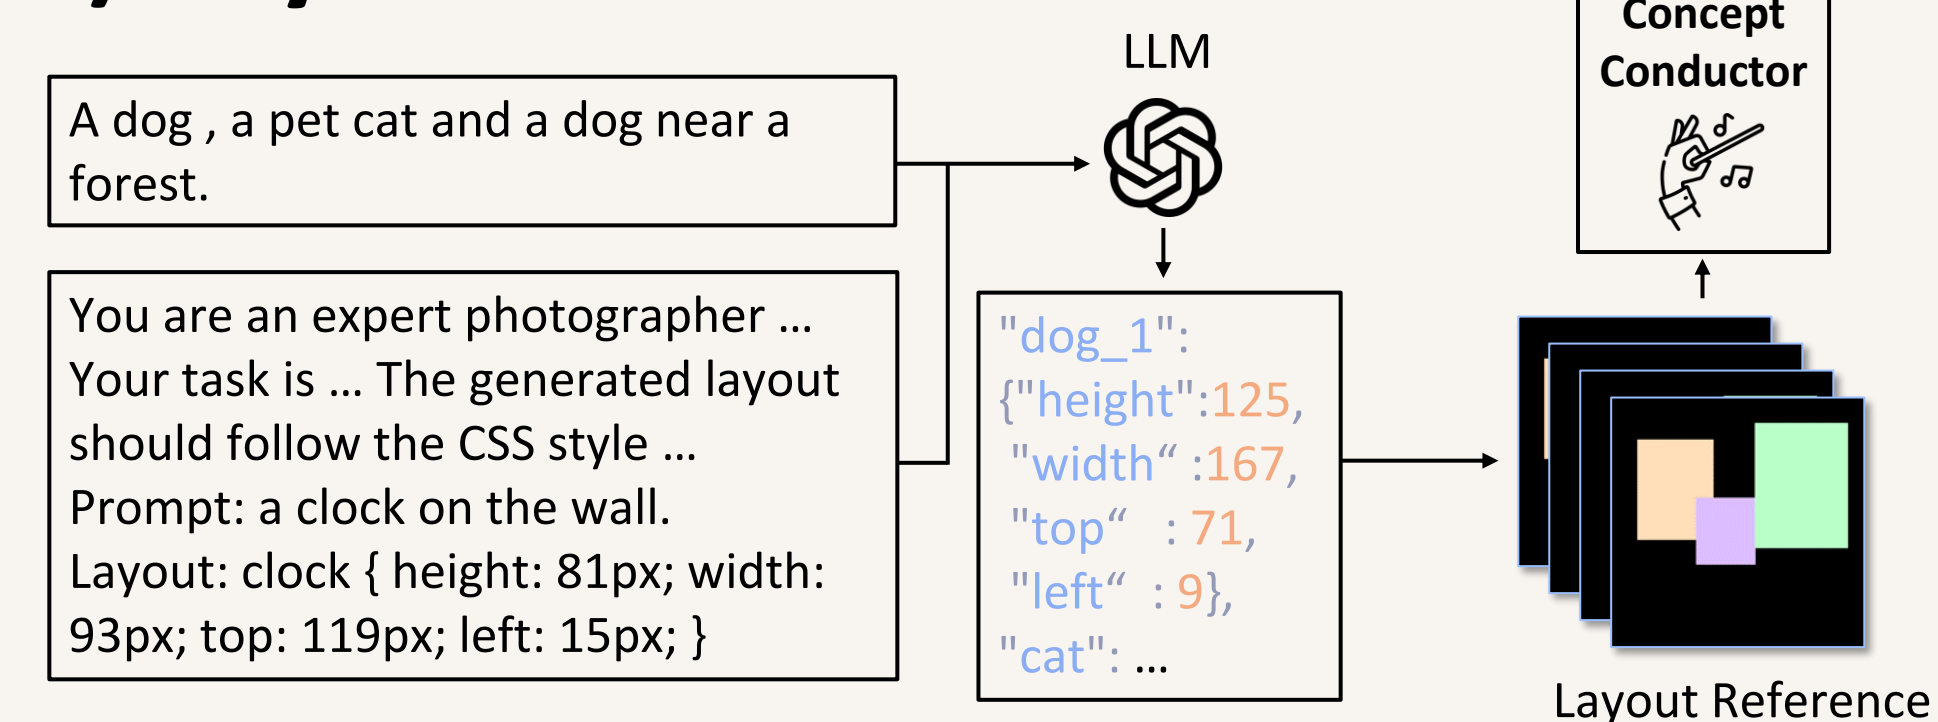 A dog , a pet cat and a dog near a
forest.
You are an expert photographer ...
Your task is ... The generated layout
should follow the CSS style ...
Prompt: a clock on the wall.
Layout: clock { height: 81px; width:
93px; top: 119px; left: 15px; }
LLM
"dog_1":
{"height":125,
"width“ :167,
"top“ : 71,
"left“ : 9},
"cat": ...
Concept
Conductor
Layout Reference